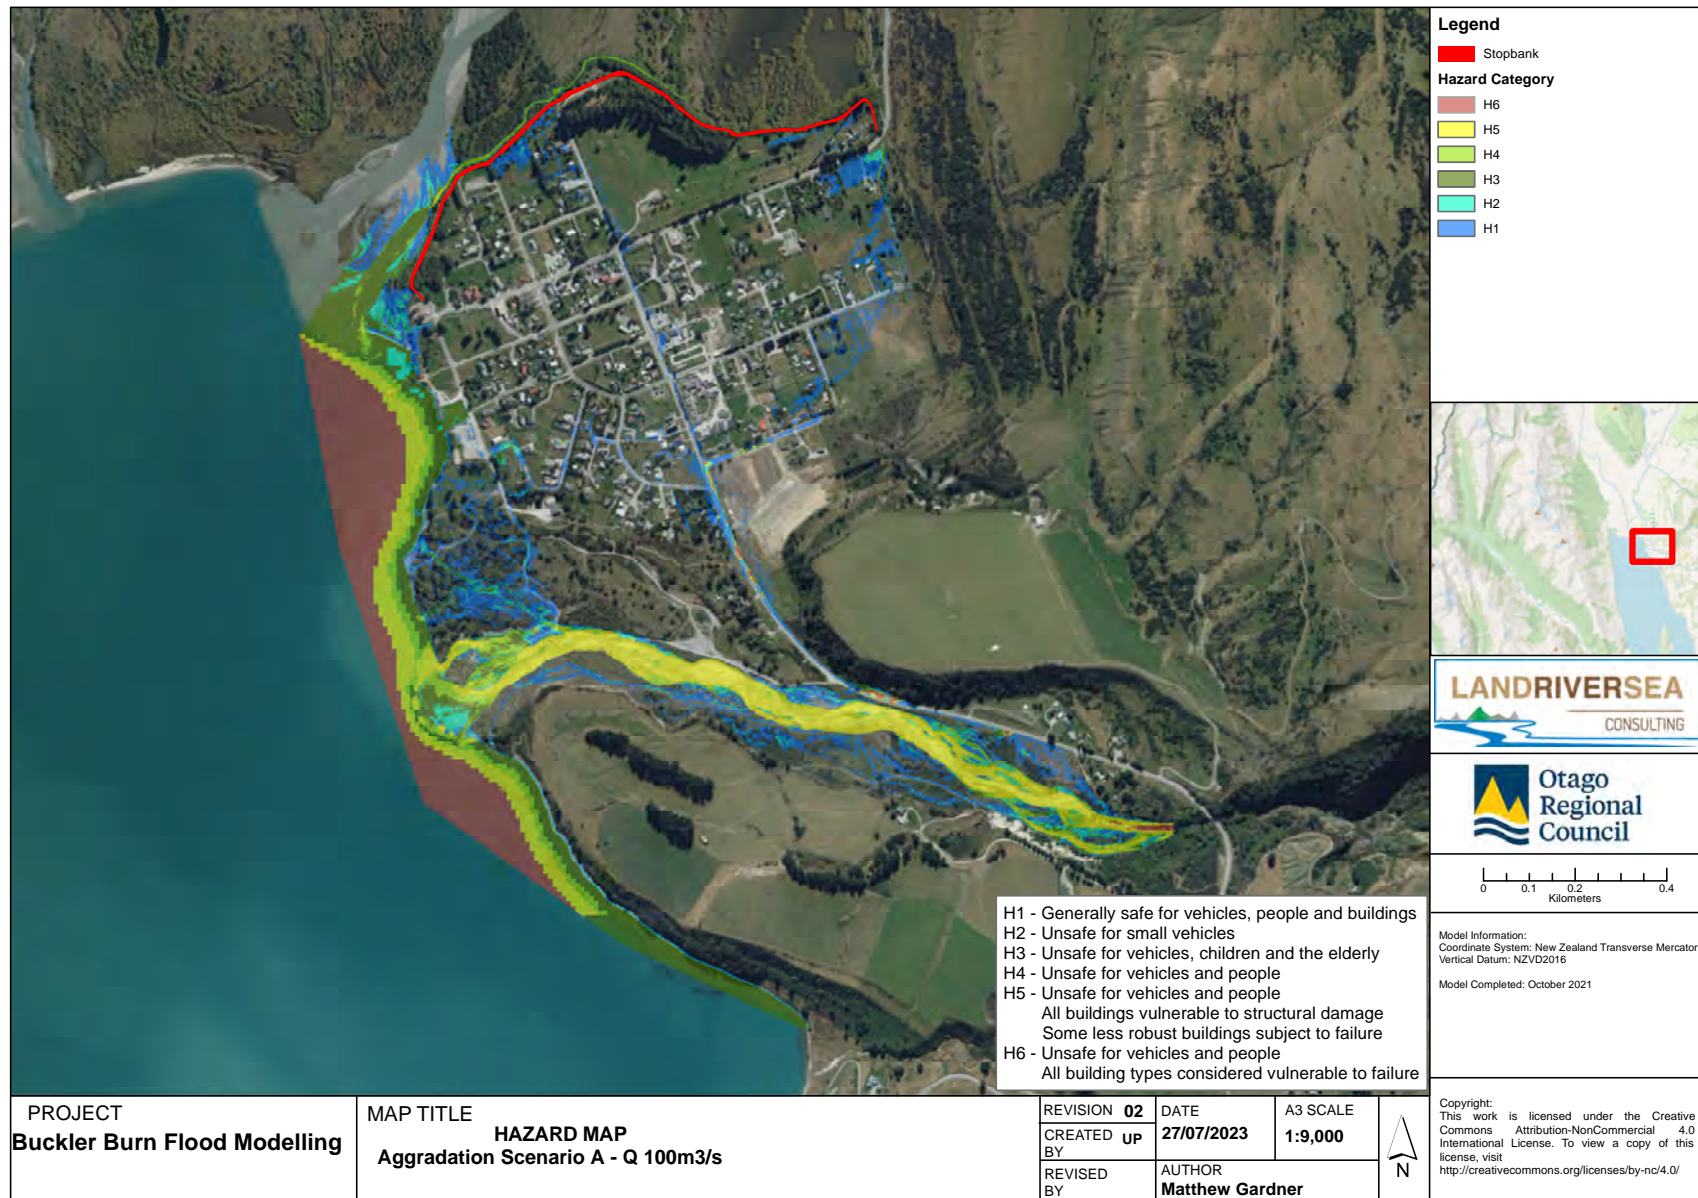 Legend
Stopbank
Hazard Category
H6
H5
H4
H3
H2
H1
LANDRIVERSEA
CONSULTING
Otago
Regional
Council
0 0.1 0.2 0.4
Kilometers
Model Information:
Coordinate System: New Zealand Transverse Mercator
Vertical Datum: NZVD2016
Model Completed: October 2021
Copyright:
This work is licensed under the Creative
Commons Attribution-NonCommercial 4.0
International License. To view a copy of this
license, visit
http://creativecommons.org/licenses/by-nc/4.0/
H1 - Generally safe for vehicles, people and buildings
H2 - Unsafe for small vehicles
H3 - Unsafe for vehicles, children and the elderly
H4 - Unsafe for vehicles and people
H5 - Unsafe for vehicles and people
All buildings vulnerable to structural damage
Some less robust buildings subject to failure
H6 - Unsafe for vehicles and people
All building types considered vulnerable to failure
PROJECT
Buckler Burn Flood Modelling
MAP TITLE
HAZARD MAP
Aggradation Scenario A - Q 100m3/s
REVISION 02
CREATED BY UP
REVISED BY
DATE
27/07/2023
A3 SCALE
1:9,000
AUTHOR
Matthew Gardner
N